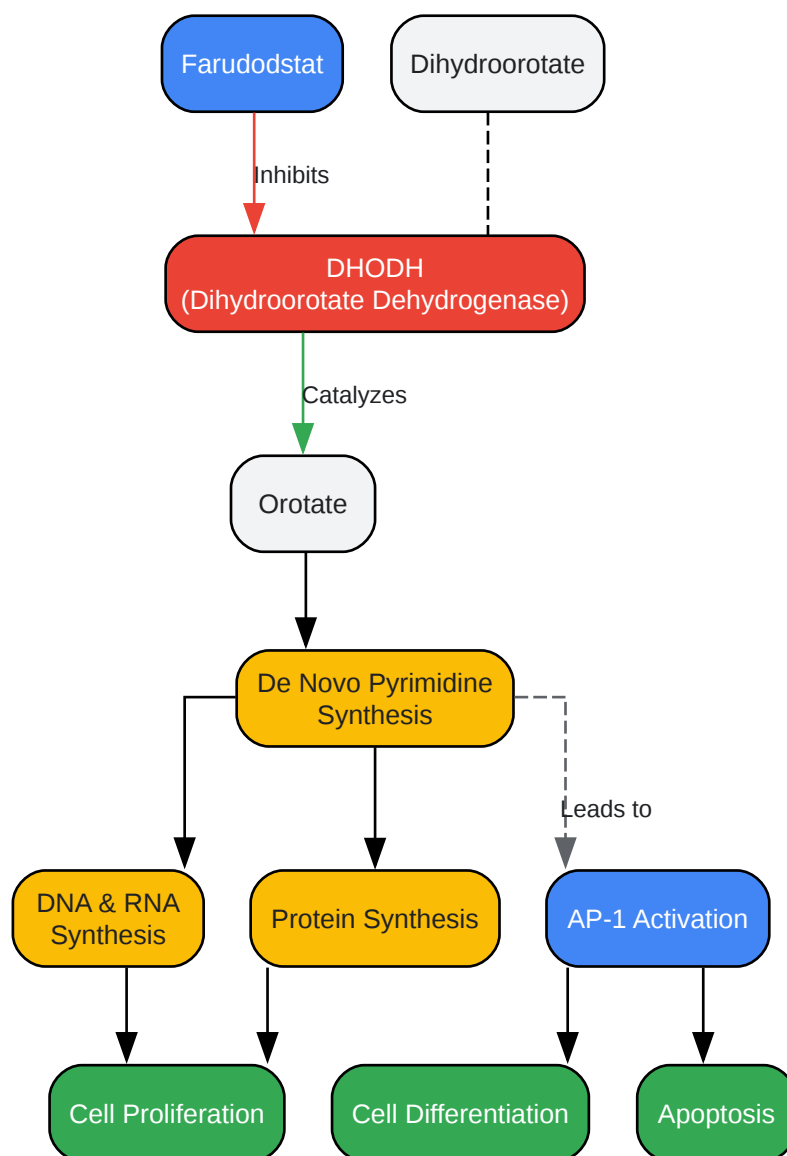 Farudodstat
Dihydroorotate
Inhibits
DHODH
(Dihydroorotate Dehydrogenase)
Catalyzes
Orotate
De Novo Pyrimidine
Synthesis
Leads to
DNA & RNA
Synthesis
Protein Synthesis
AP-1 Activation
Cell Proliferation
Cell Differentiation
Apoptosis